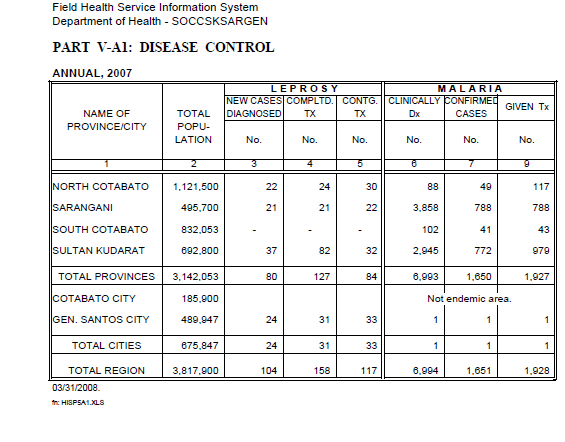 Field Health Service Information System
Department of Health - SOCCSKSARGEN
PART V-A1: DISEASE CONTROL
ANNUAL, 2007
LEPROSY MALARIA
NAME OF PROVINCE/CITY TOTAL POPU-LATION NEW CASES DIAGNOSED COMPLTD. TX CONTG. TX CLINICALLY Dx CONFIRMED CASES GIVEN Tx
No. No. No. No. No. No.
1 2 3 4 5 6 7 9
NORTH COTABATO 1,121,500 22 24 30 88 49 117
SARANGANI 495,700 21 21 22 3,858 788 788
SOUTH COTABATO 832,053 - - - 102 41 43
SULTAN KUDARAT 692,800 37 82 32 2,945 772 979
TOTAL PROVINCES 3,142,053 80 127 84 6,993 1,650 1,927
COTABATO CITY 185,900 Not endemic area.
GEN. SANTOS CITY 489,947 24 31 33 1 1 1
TOTAL CITIES 675,847 24 31 33 1 1 1
TOTAL REGION 3,817,900 104 158 117 6,994 1,651 1,928
03/31/2008.
fn: HISP5A1.XLS